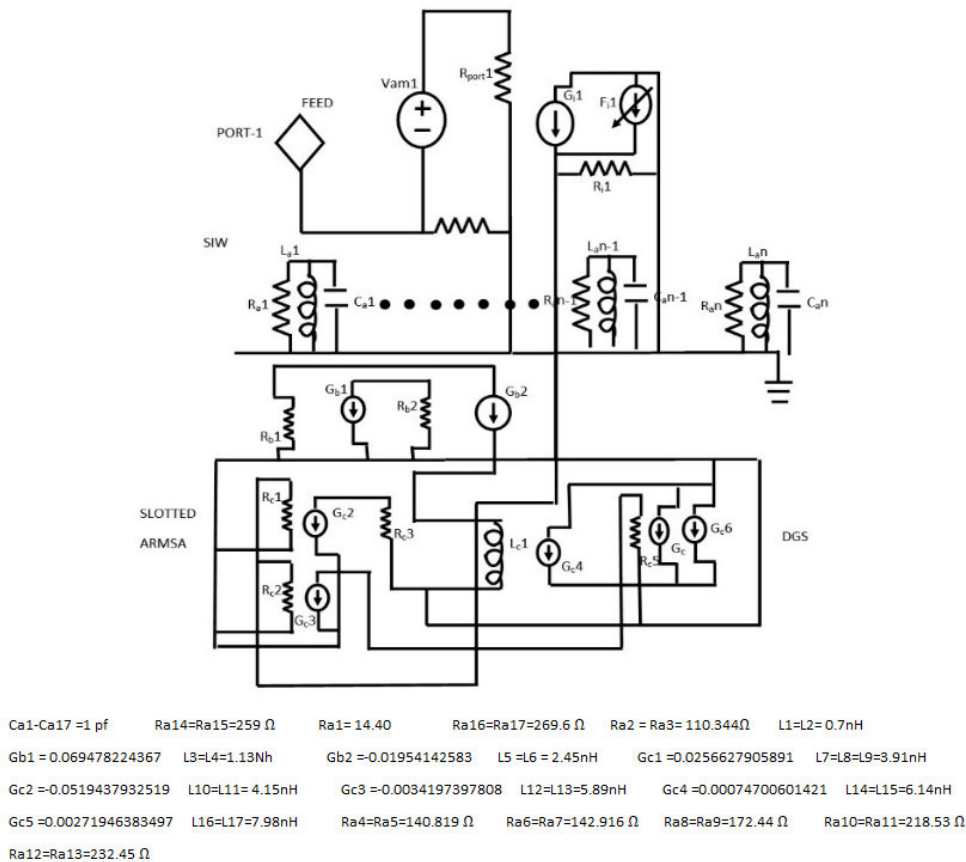 Vam1
Rport1
FEED
PORT-1
Gi1
Fi1
Ri1
SIW
La1
Ra1
Ca1
Lan-1
Can-1
Lan
Ran
Can
Gb1
Rb2
Gb2
Rb1
SLOTTED
ARMSA
Rc1
Gc2
Rc3
Rc2
Gc3
Lc1
Gc4
Rc5
Gc
Gc6
DGS
Ca1-Ca17 =1 pf Ra14=Ra15=259 Ω Ra1= 14.40 Ra16=Ra17=269.6 Ω Ra2 = Ra3= 110.344Ω L1=L2= 0.7nH
Gb1 = 0.069478224367 L3=L4=1.13Nh Gb2 =-0.01954142583 L5 =L6 = 2.45nH Gc1 =0.0256627905891 L7=L8=L9=3.91nH
Gc2 =-0.0519437932519 L10=L11= 4.15nH Gc3 =-0.0034197397808 L12=L13=5.89nH Gc4 =0.00074700601421 L14=L15=6.14nH
Gc5 =0.00271946383497 L16=L17=7.98nH Ra4=Ra5=140.819 Ω Ra6=Ra7=142.916 Ω Ra8=Ra9=172.44 Ω Ra10=Ra11=218.53 Ω
Ra12=Ra13=232.45 Ω